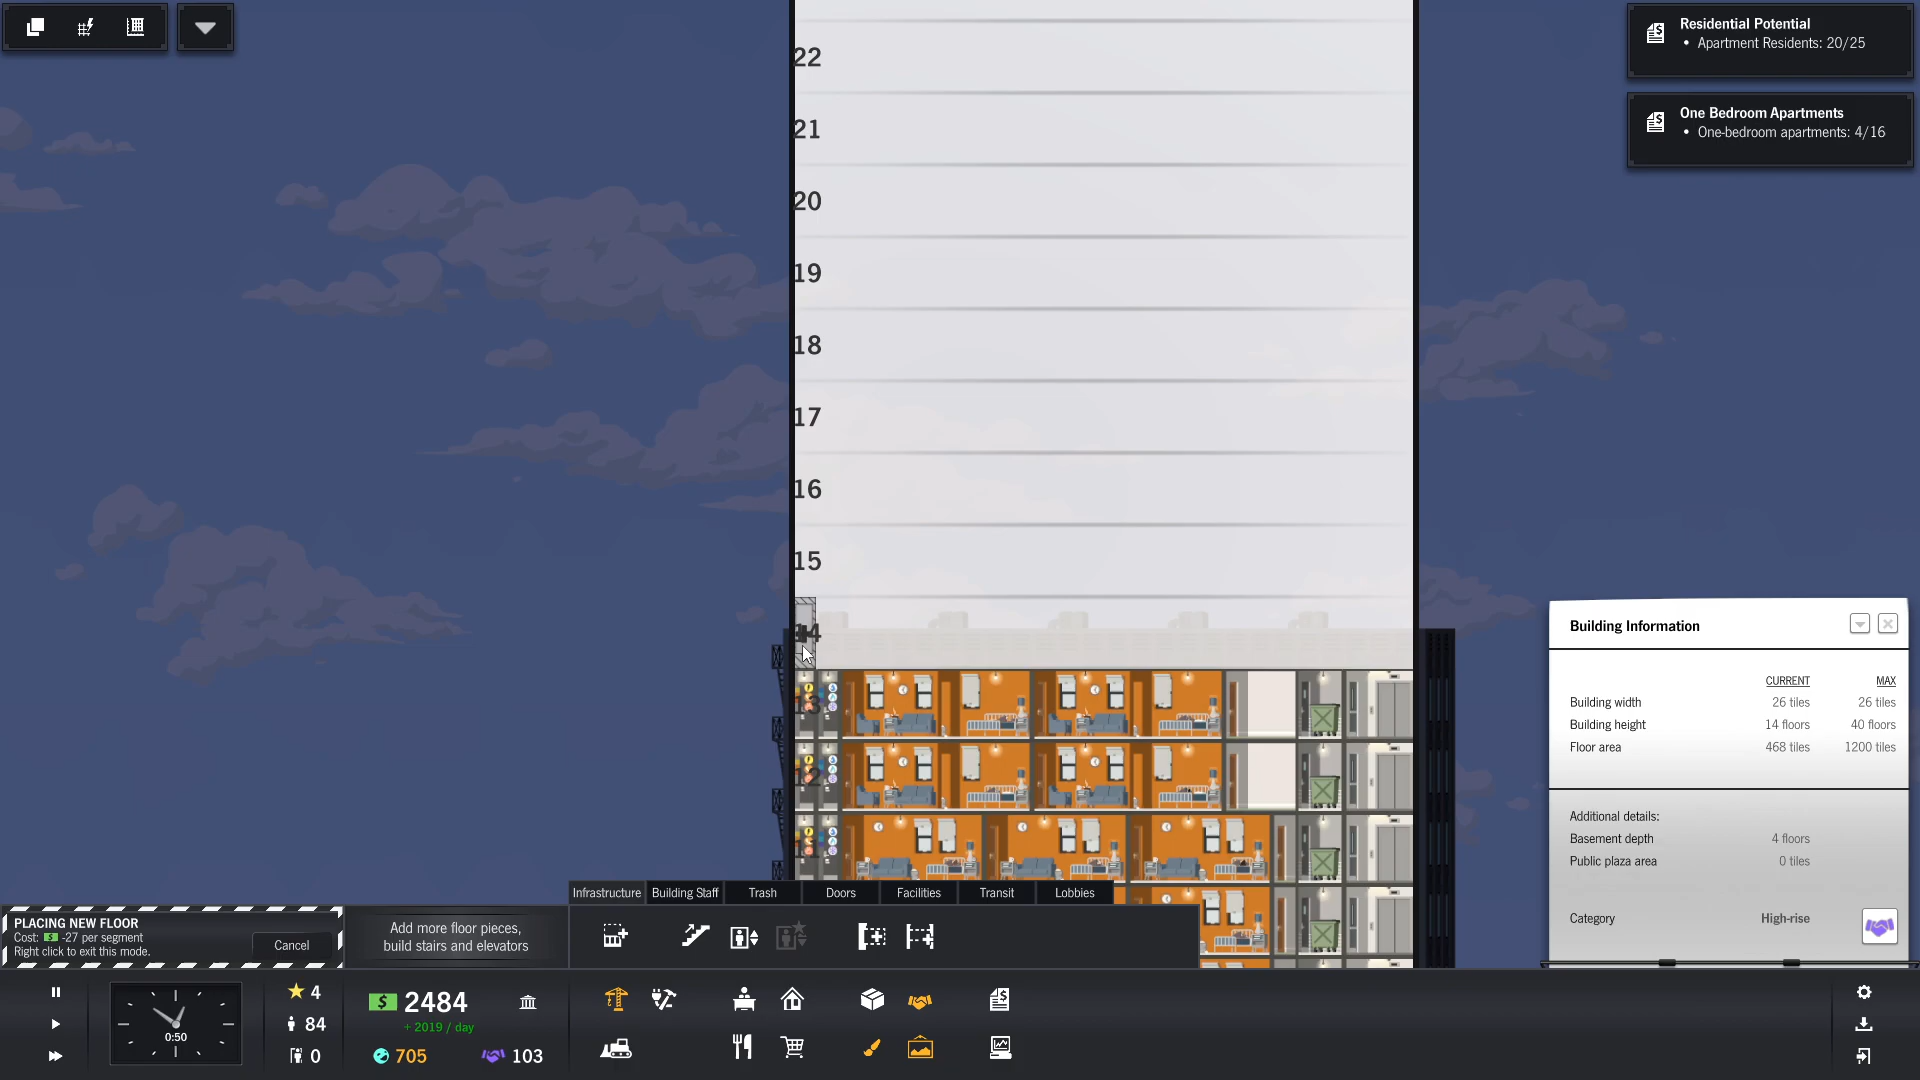 Residential Potential
• Apartment Residents: 20/25
One Bedroom Apartments
• One-bedroom apartments: 4/16
22
21
20
19
18
17
16
15
14
13
12
Building Information
CURRENT MAX
Building width 26 tiles 26 tiles
Building height 14 floors 40 floors
Floor area 468 tiles 1200 tiles
Additional details:
Basement depth 4 floors
Public plaza area 0 tiles
Category High-rise
Infrastructure Building Staff Trash Doors Facilities Transit Lobbies
PLACING NEW FLOOR
Cost: $ -27 per segment
Right click to exit this mode.
Cancel
Add more floor pieces,
build stairs and elevators
0:50
4
84
0
$ 2484
+ 2019 / day
705
103